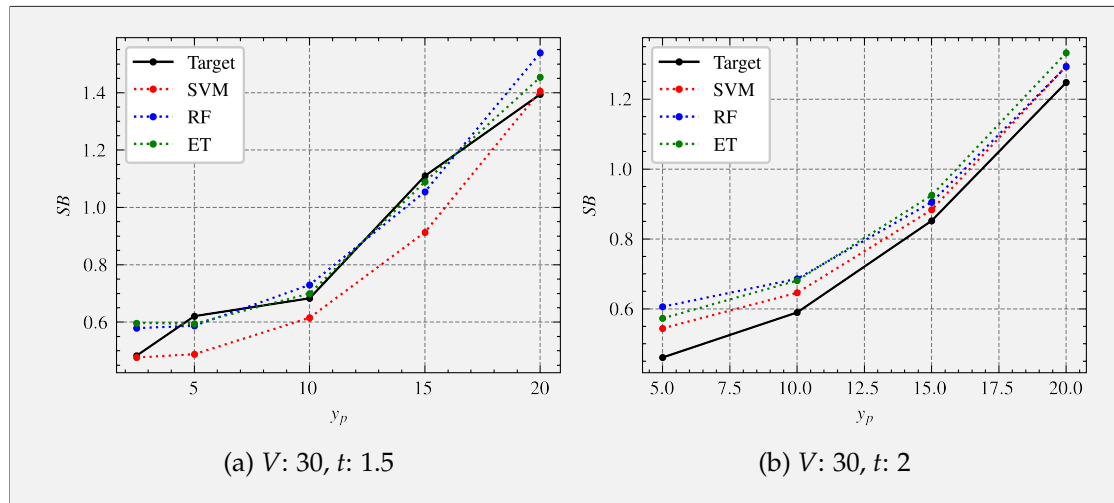 Target
SVM
RF
ET
1.4
1.2
1.0
0.8
0.6
SB
5
10
15
20
y_p
(a) V: 30, t: 1.5
Target
SVM
RF
ET
1.2
1.0
0.8
0.6
SB
5.0
7.5
10.0
12.5
15.0
17.5
20.0
y_p
(b) V: 30, t: 2